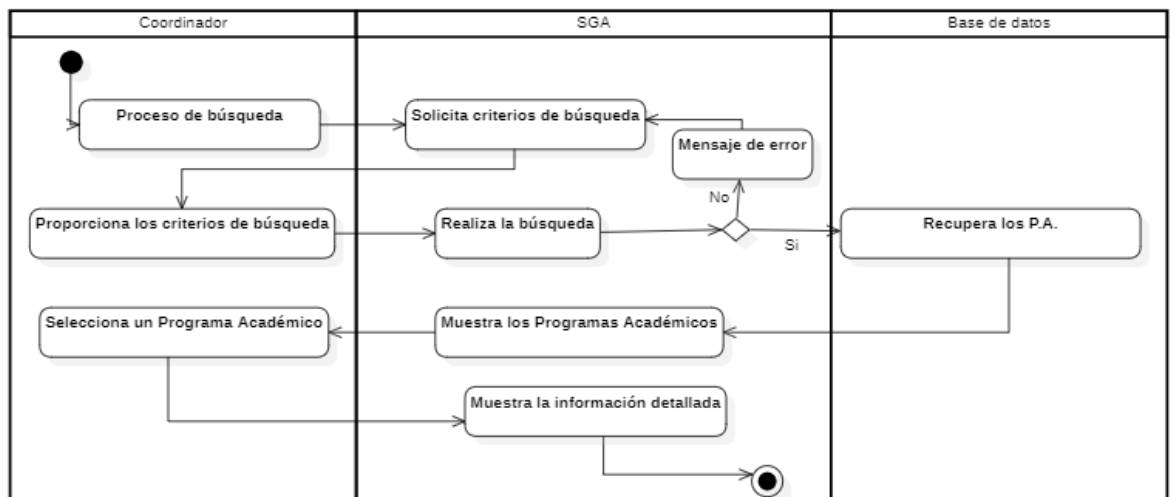 Coordinador
SGA
Base de datos
Proceso de búsqueda
Solicita criterios de búsqueda
Mensaje de error
No
Proporciona los criterios de búsqueda
Realiza la búsqueda
Si
Recupera los P.A.
Selecciona un Programa Académico
Muestra los Programas Académicos
Muestra la información detallada